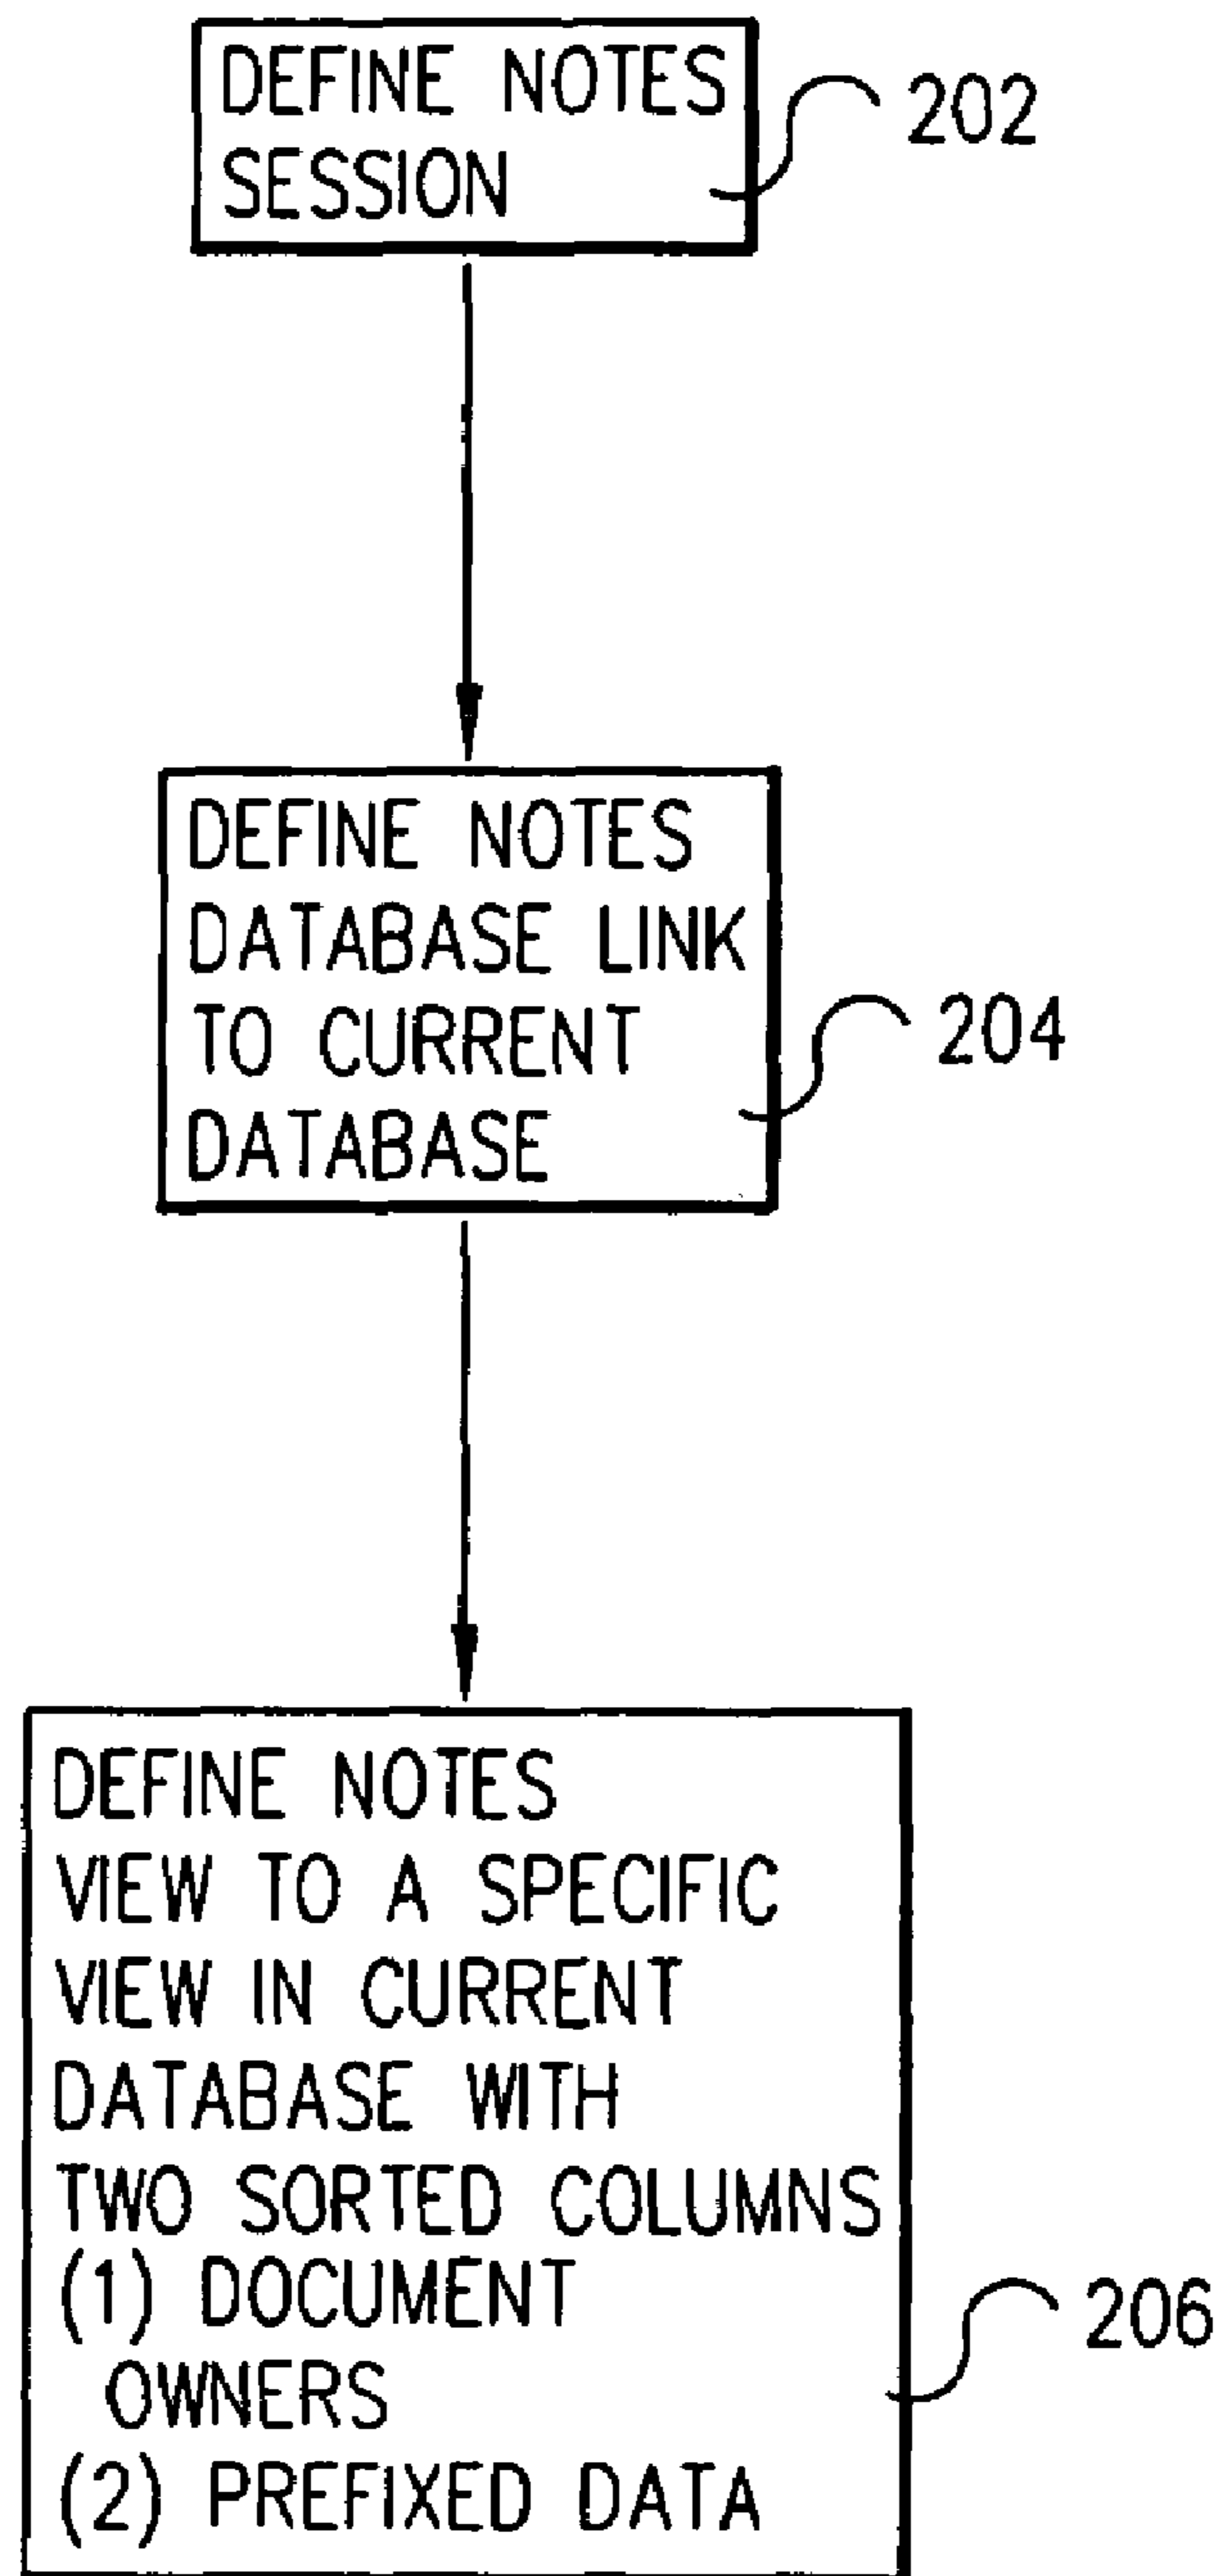 DEFINE NOTES
SESSION
202
DEFINE NOTES
DATABASE LINK
TO CURRENT
DATABASE
204
DEFINE NOTES
VIEW TO A SPECIFIC
VIEW IN CURRENT
DATABASE WITH
TWO SORTED COLUMNS
(1) DOCUMENT
OWNERS
(2) PREFIXED DATA
206